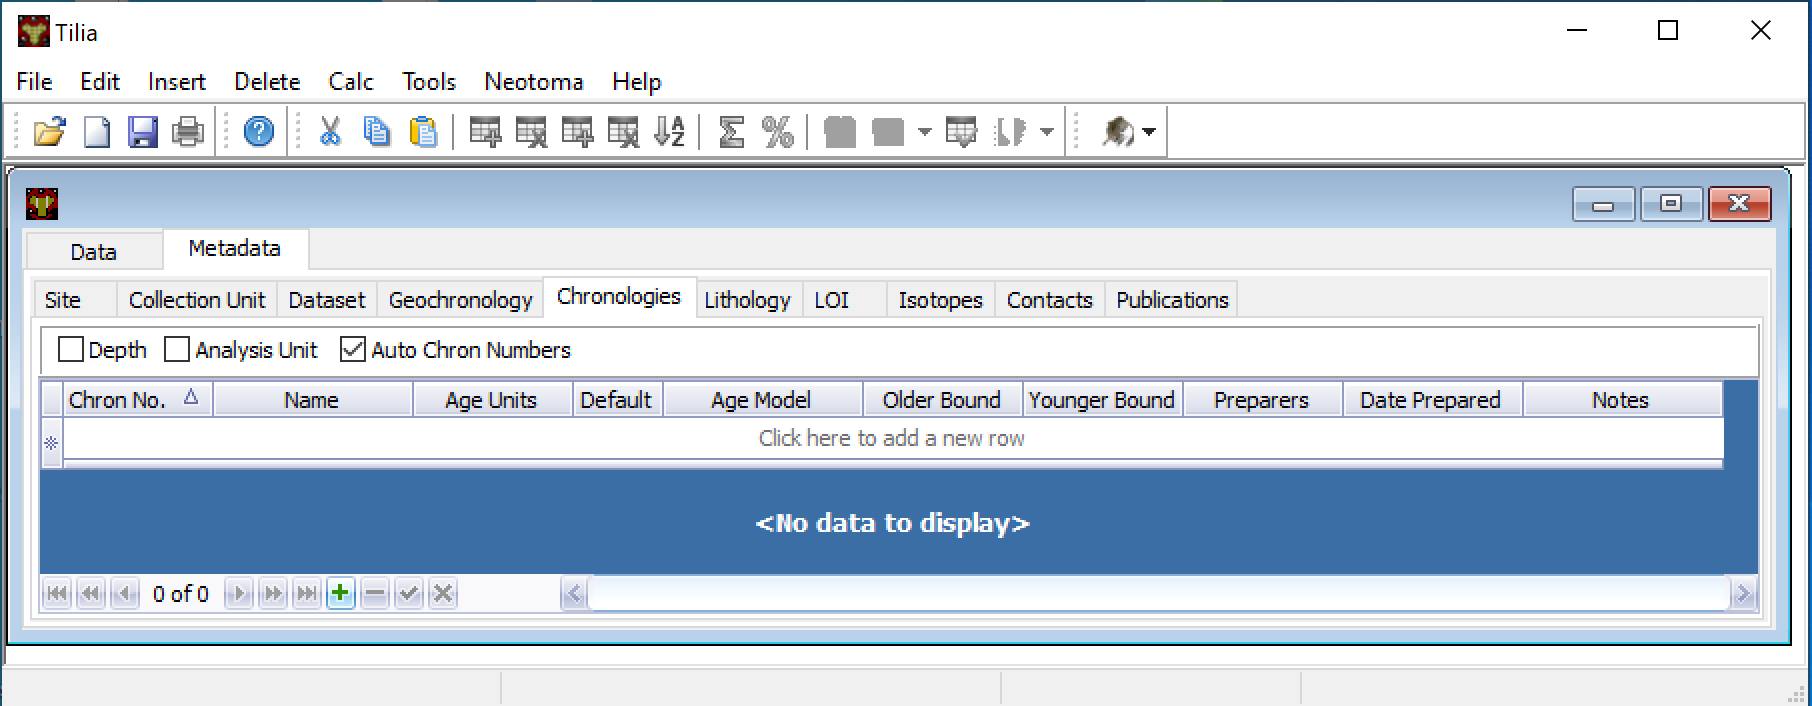 Tilia
File Edit Insert Delete Calc Tools Neotoma Help
Data Metadata
Site Collection Unit Dataset Geochronology Chronologies Lithology LOI Isotopes Contacts Publications
Depth Analysis Unit Auto Chron Numbers
Chron No. Name Age Units Default Age Model Older Bound Younger Bound Preparers Date Prepared Notes
Click here to add a new row
<No data to display>
0 of 0